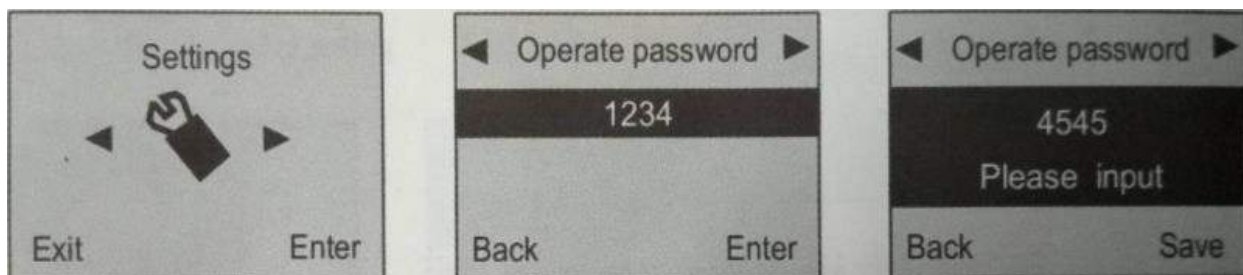 Settings
Exit Enter
Operate password
1234
Back Enter
Operate password
4545
Please input
Back Save